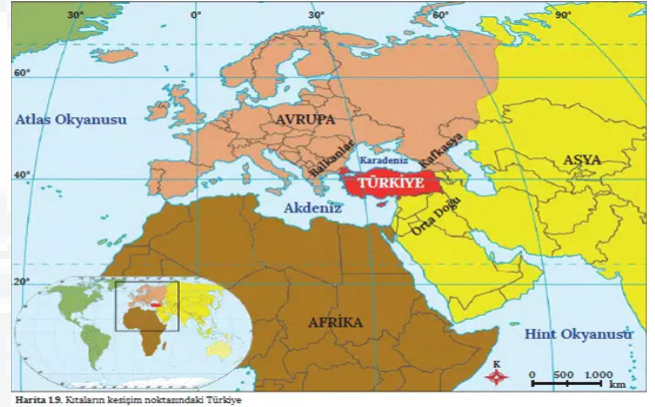 30° 0° 30° 60° 90°
60°
Atlas Okyanusu
AVRUPA
Balkanlar
Karadeniz
Kafkasya
ASYA
40°
TÜRKİYE
Akdeniz
Orta Doğu
20°
AFRİKA
Hint Okyanusu
K
0 500 1.000
km
Harita 1.9. Kıtaların kesişim noktasındaki Türkiye